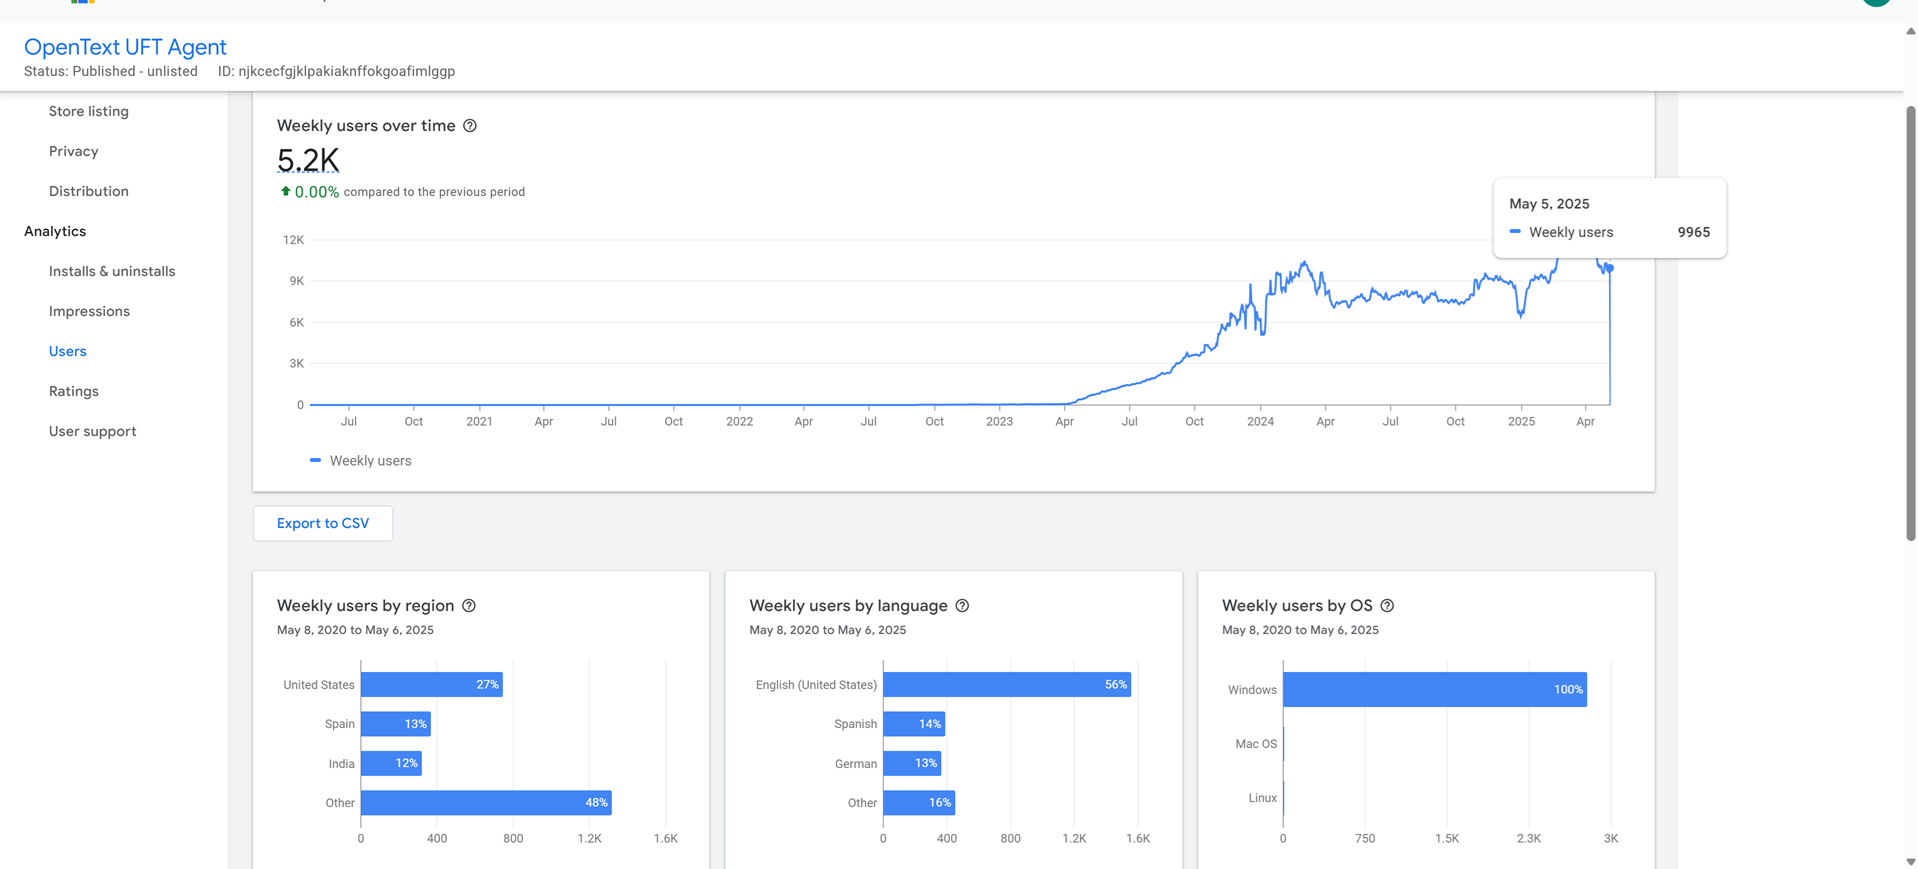 OpenText UFT Agent
Status: Published - unlisted ID: njkcecfgjklpakiaknffokgoafimlggp
Store listing
Privacy
Distribution
Analytics
Installs & uninstalls
Impressions
Users
Ratings
User support
Weekly users over time
5.2K
0.00% compared to the previous period
May 5, 2025
Weekly users 9965
12K
9K
6K
3K
0
Jul Oct 2021 Apr Jul Oct 2022 Apr Jul Oct 2023 Apr Jul Oct 2024 Apr Jul Oct 2025 Apr
Weekly users
Export to CSV
Weekly users by region
May 8, 2020 to May 6, 2025
United States 27%
Spain 13%
India 12%
Other 48%
0 400 800 1.2K 1.6K
Weekly users by language
May 8, 2020 to May 6, 2025
English (United States) 56%
Spanish 14%
German 13%
Other 16%
0 400 800 1.2K 1.6K
Weekly users by OS
May 8, 2020 to May 6, 2025
Windows 100%
Mac OS
Linux
0 750 1.5K 2.3K 3K